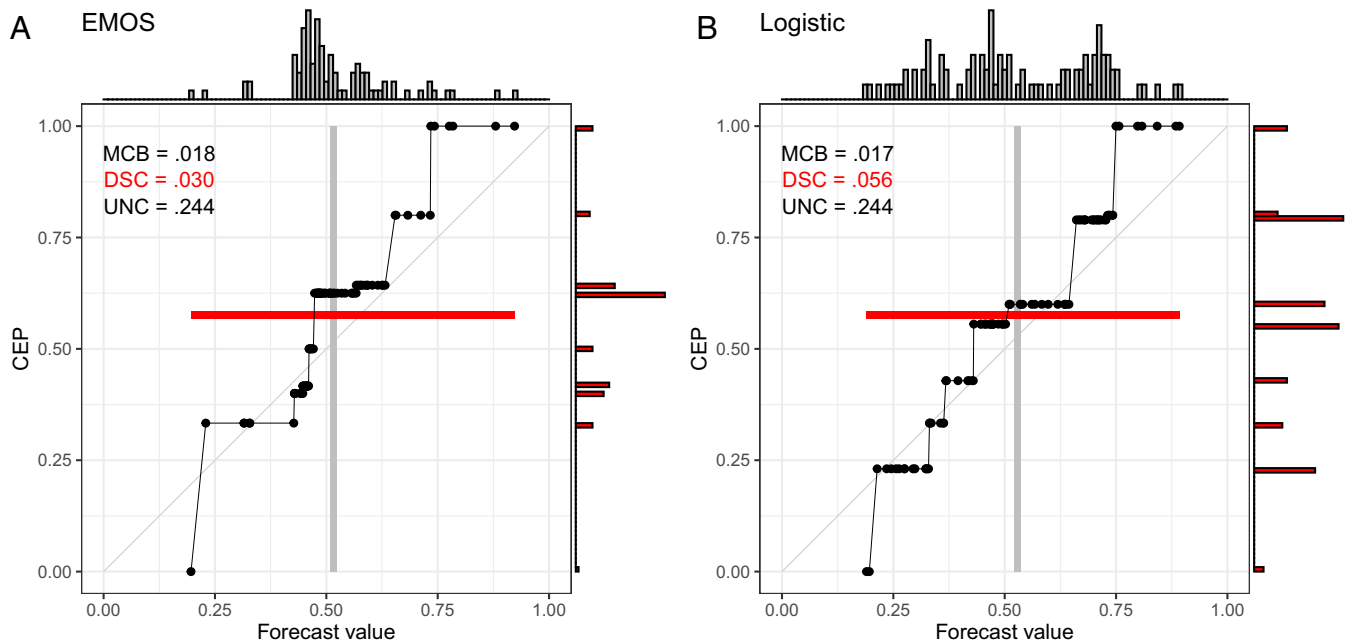 A
EMOS
MCB = .018
DSC = .030
UNC = .244
1.00
0.75
0.50
0.25
0.00
CEP
0.00 0.25 0.50 0.75 1.00
Forecast value
B
Logistic
MCB = .017
DSC = .056
UNC = .244
1.00
0.75
0.50
0.25
0.00
CEP
0.00 0.25 0.50 0.75 1.00
Forecast value